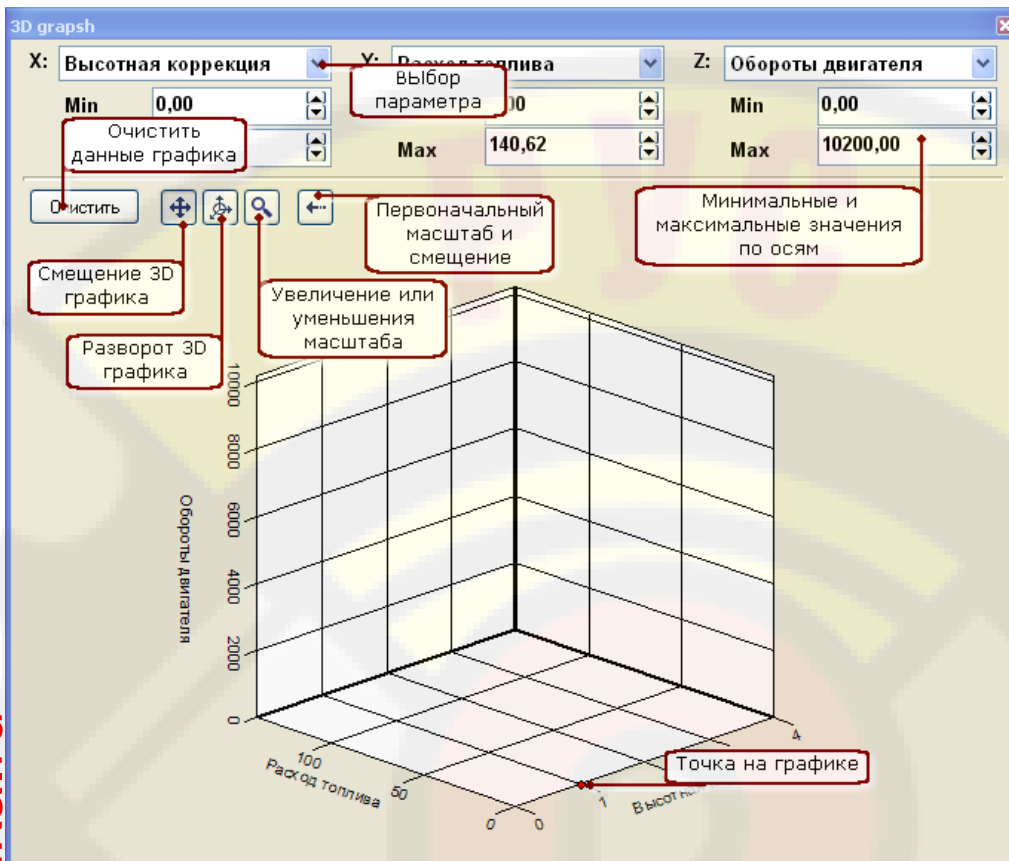 3D grapsh
X: Высотная коррекция
Y:
Z: Обороты двигателя
Выбор
параметра
Min 0,00
Min 0,00
Очистить
данные графика
Max 140,62
Max 10200,00
Очистить
Первоначальный
масштаб и
смещение
Минимальные и
максимальные значения
по осям
Смещение 3D
графика
Увеличение или
уменьшения
масштаба
Разворот 3D
графика
10000
8000
6000
4000
2000
0
Обороты двигателя
100
50
0
Расход топлива
0
1
4
Точка на графике